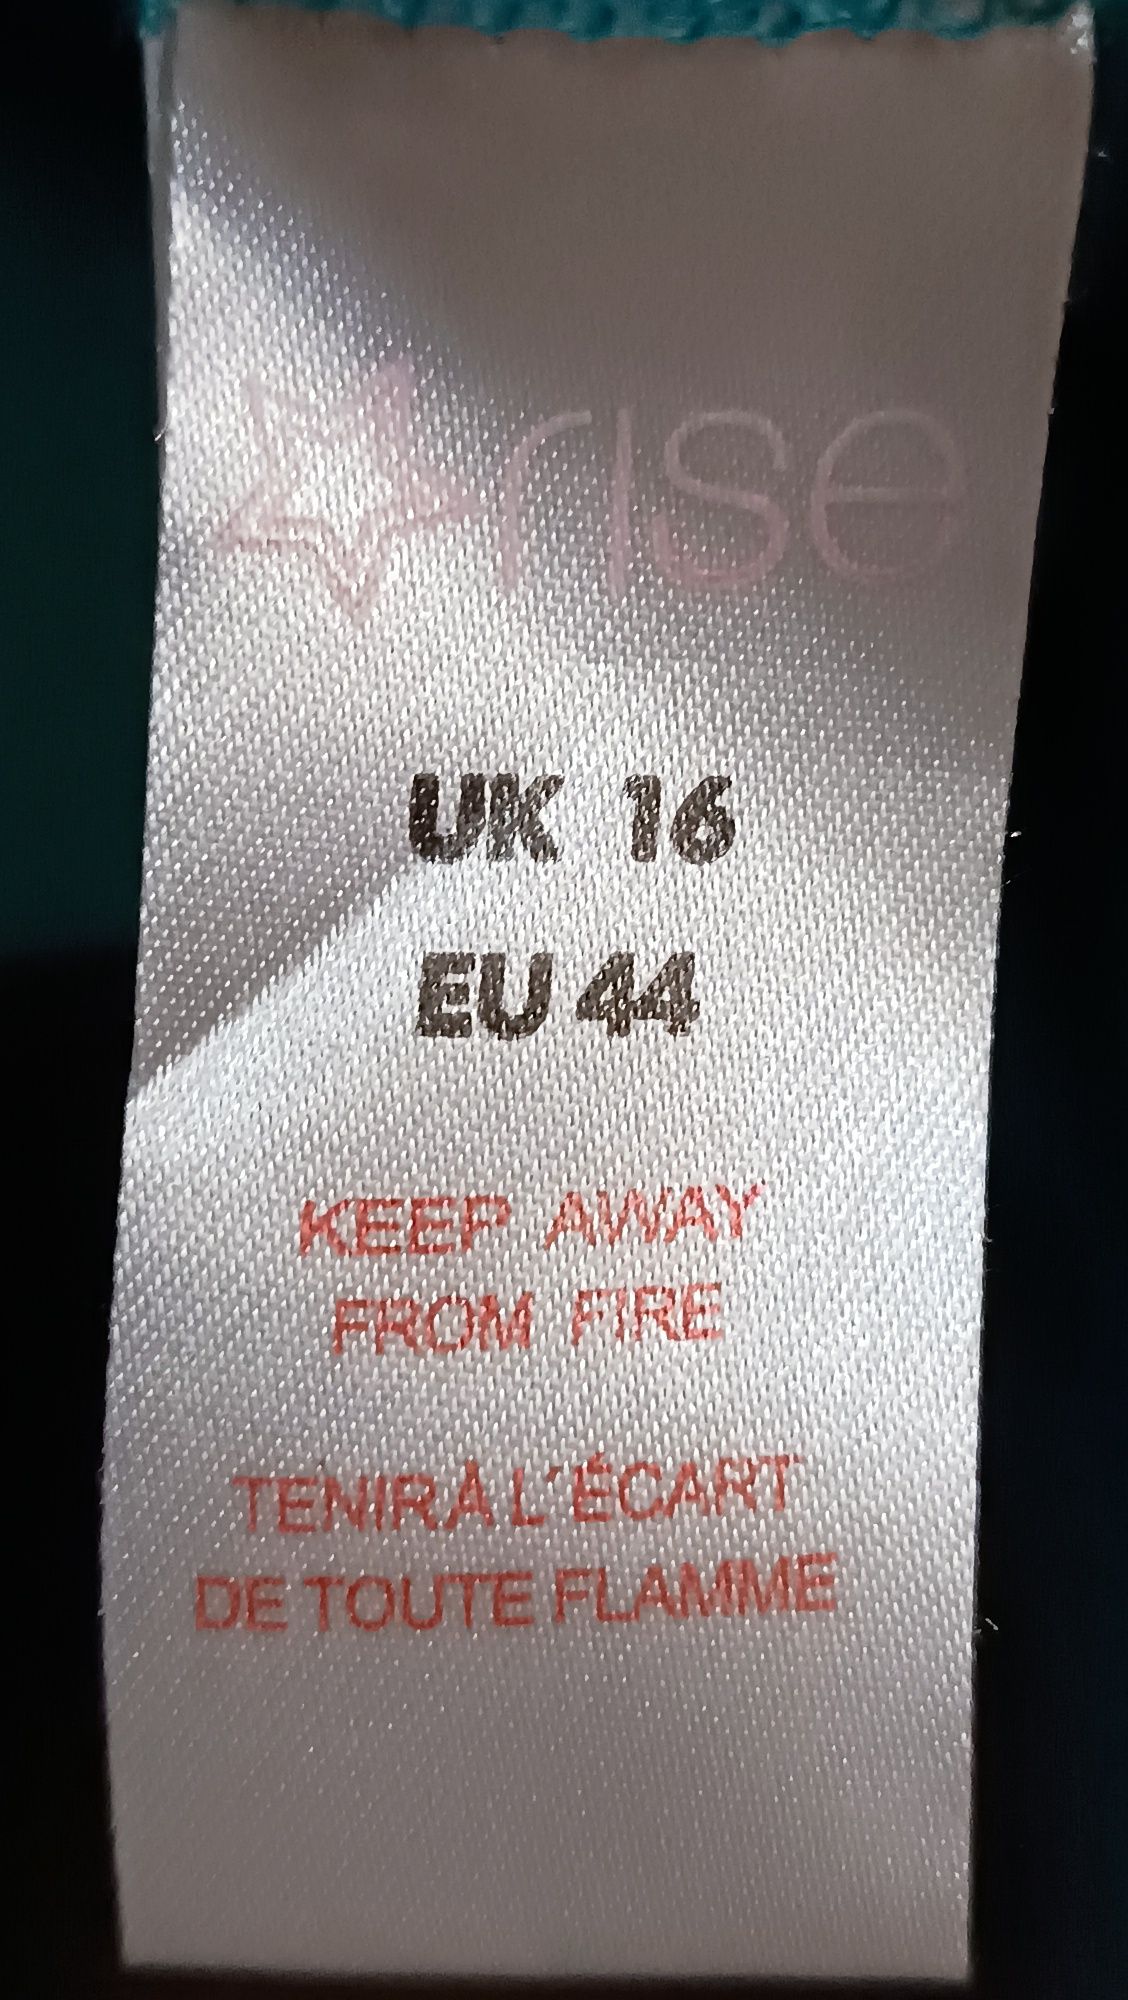 rise
UK 16
EU 44
KEEP AWAY
FROM FIRE
TENIR À L'ÉCART
DE TOUTE FLAMME